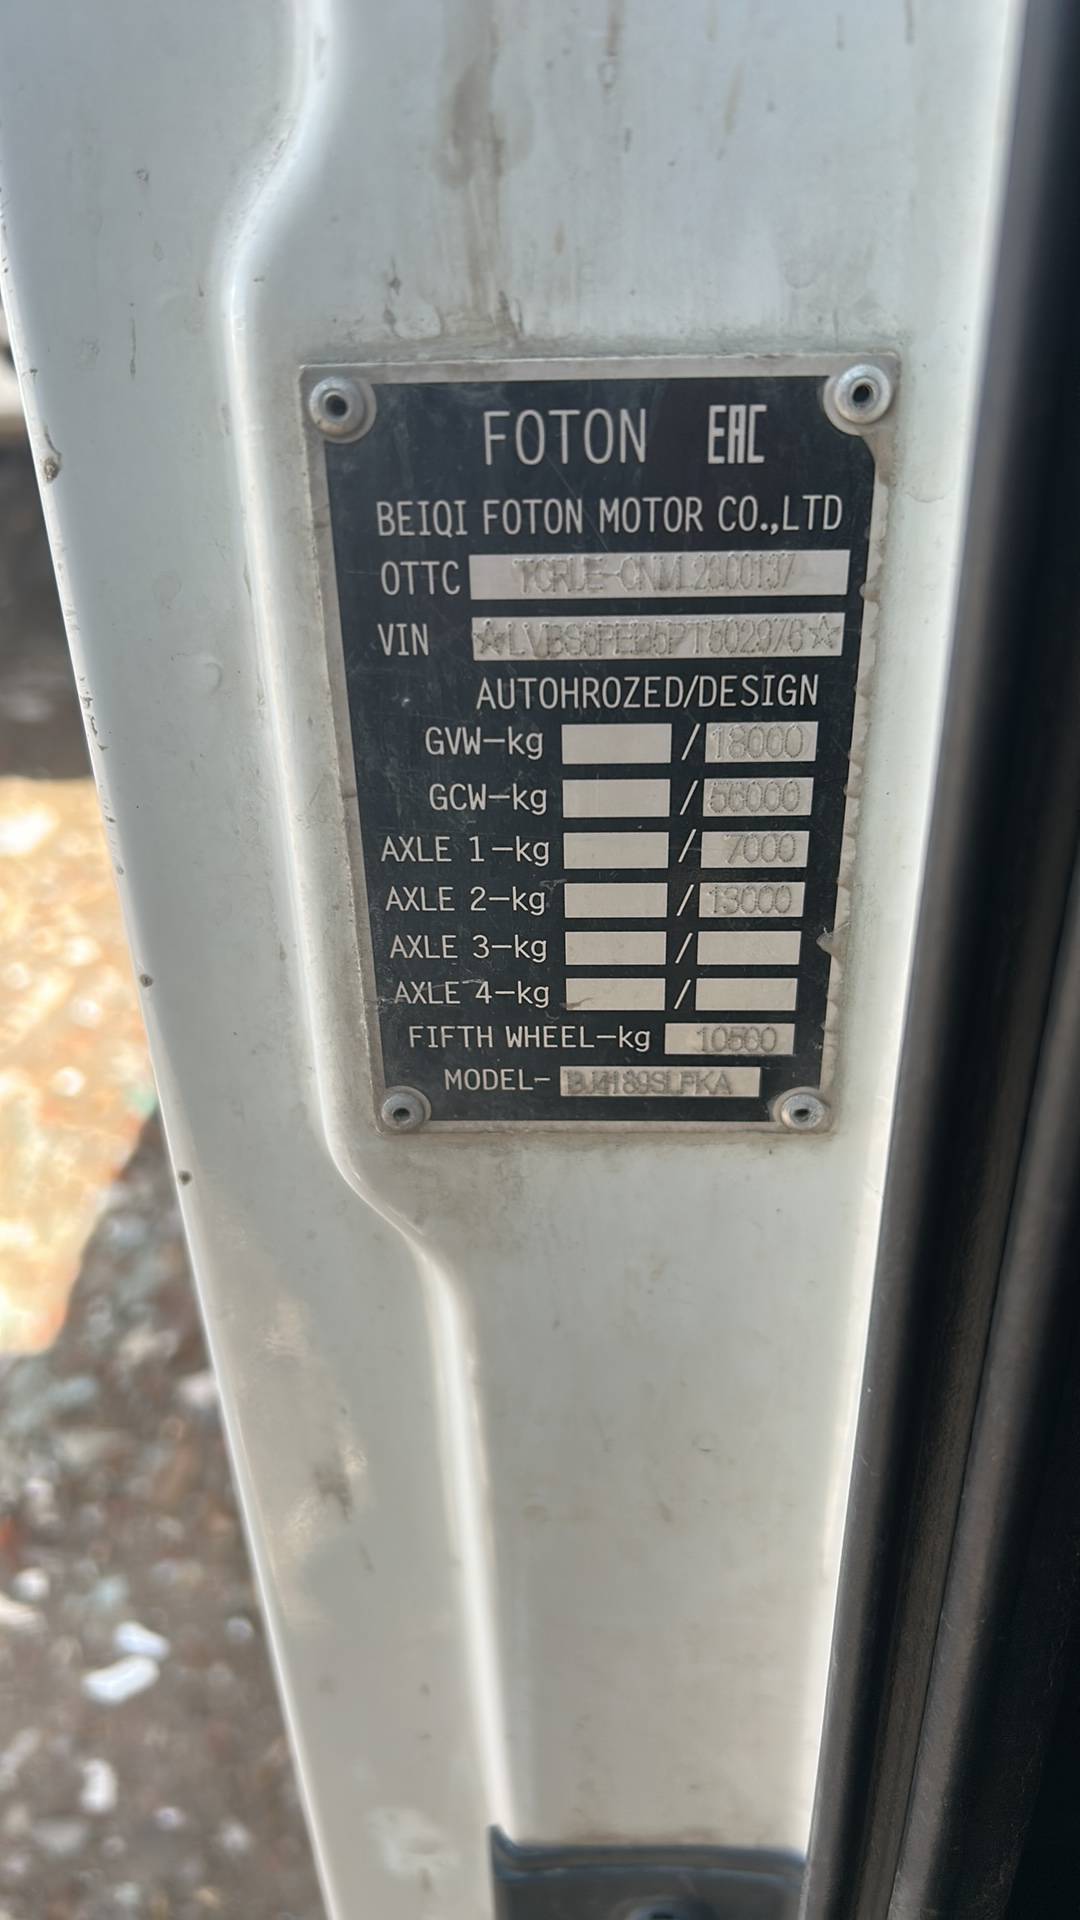 FOTON EAC
BEIQI FOTON MOTOR CO.,LTD
OTTC
VIN
AUTOHROZED/DESIGN
GVW-kg / 18000
GCW-kg / 56000
AXLE 1-kg / 7000
AXLE 2-kg / 13000
AXLE 3-kg /
AXLE 4-kg /
FIFTH WHEEL-kg 10500
MODEL-